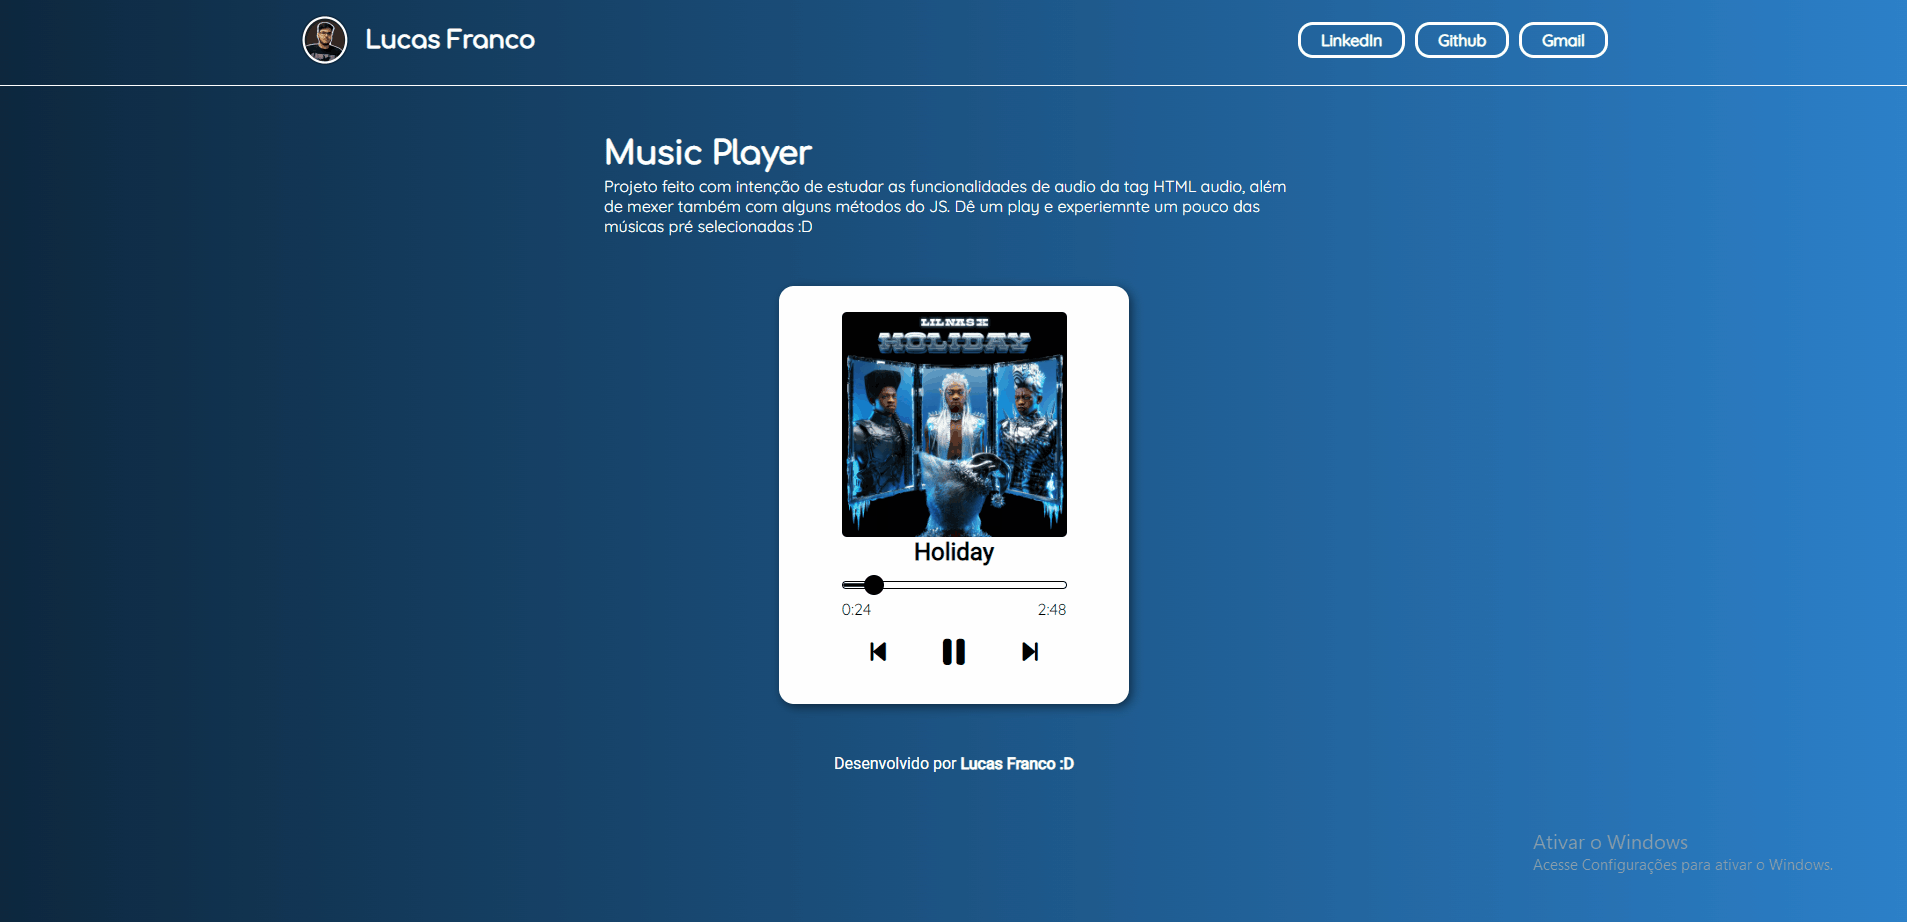 Lucas Franco
LinkedIn
Github
Gmail
Music Player
Projeto feito com intenção de estudar as funcionalidades de audio da tag HTML audio, além
de mexer também com alguns métodos do JS. Dê um play e experiemnte um pouco das
músicas pré selecionadas :D
LIL NAS X
HOLIDAY
Holiday
0:24
2:48
Desenvolvido por Lucas Franco :D
Ativar o Windows
Acesse Configurações para ativar o Windows.